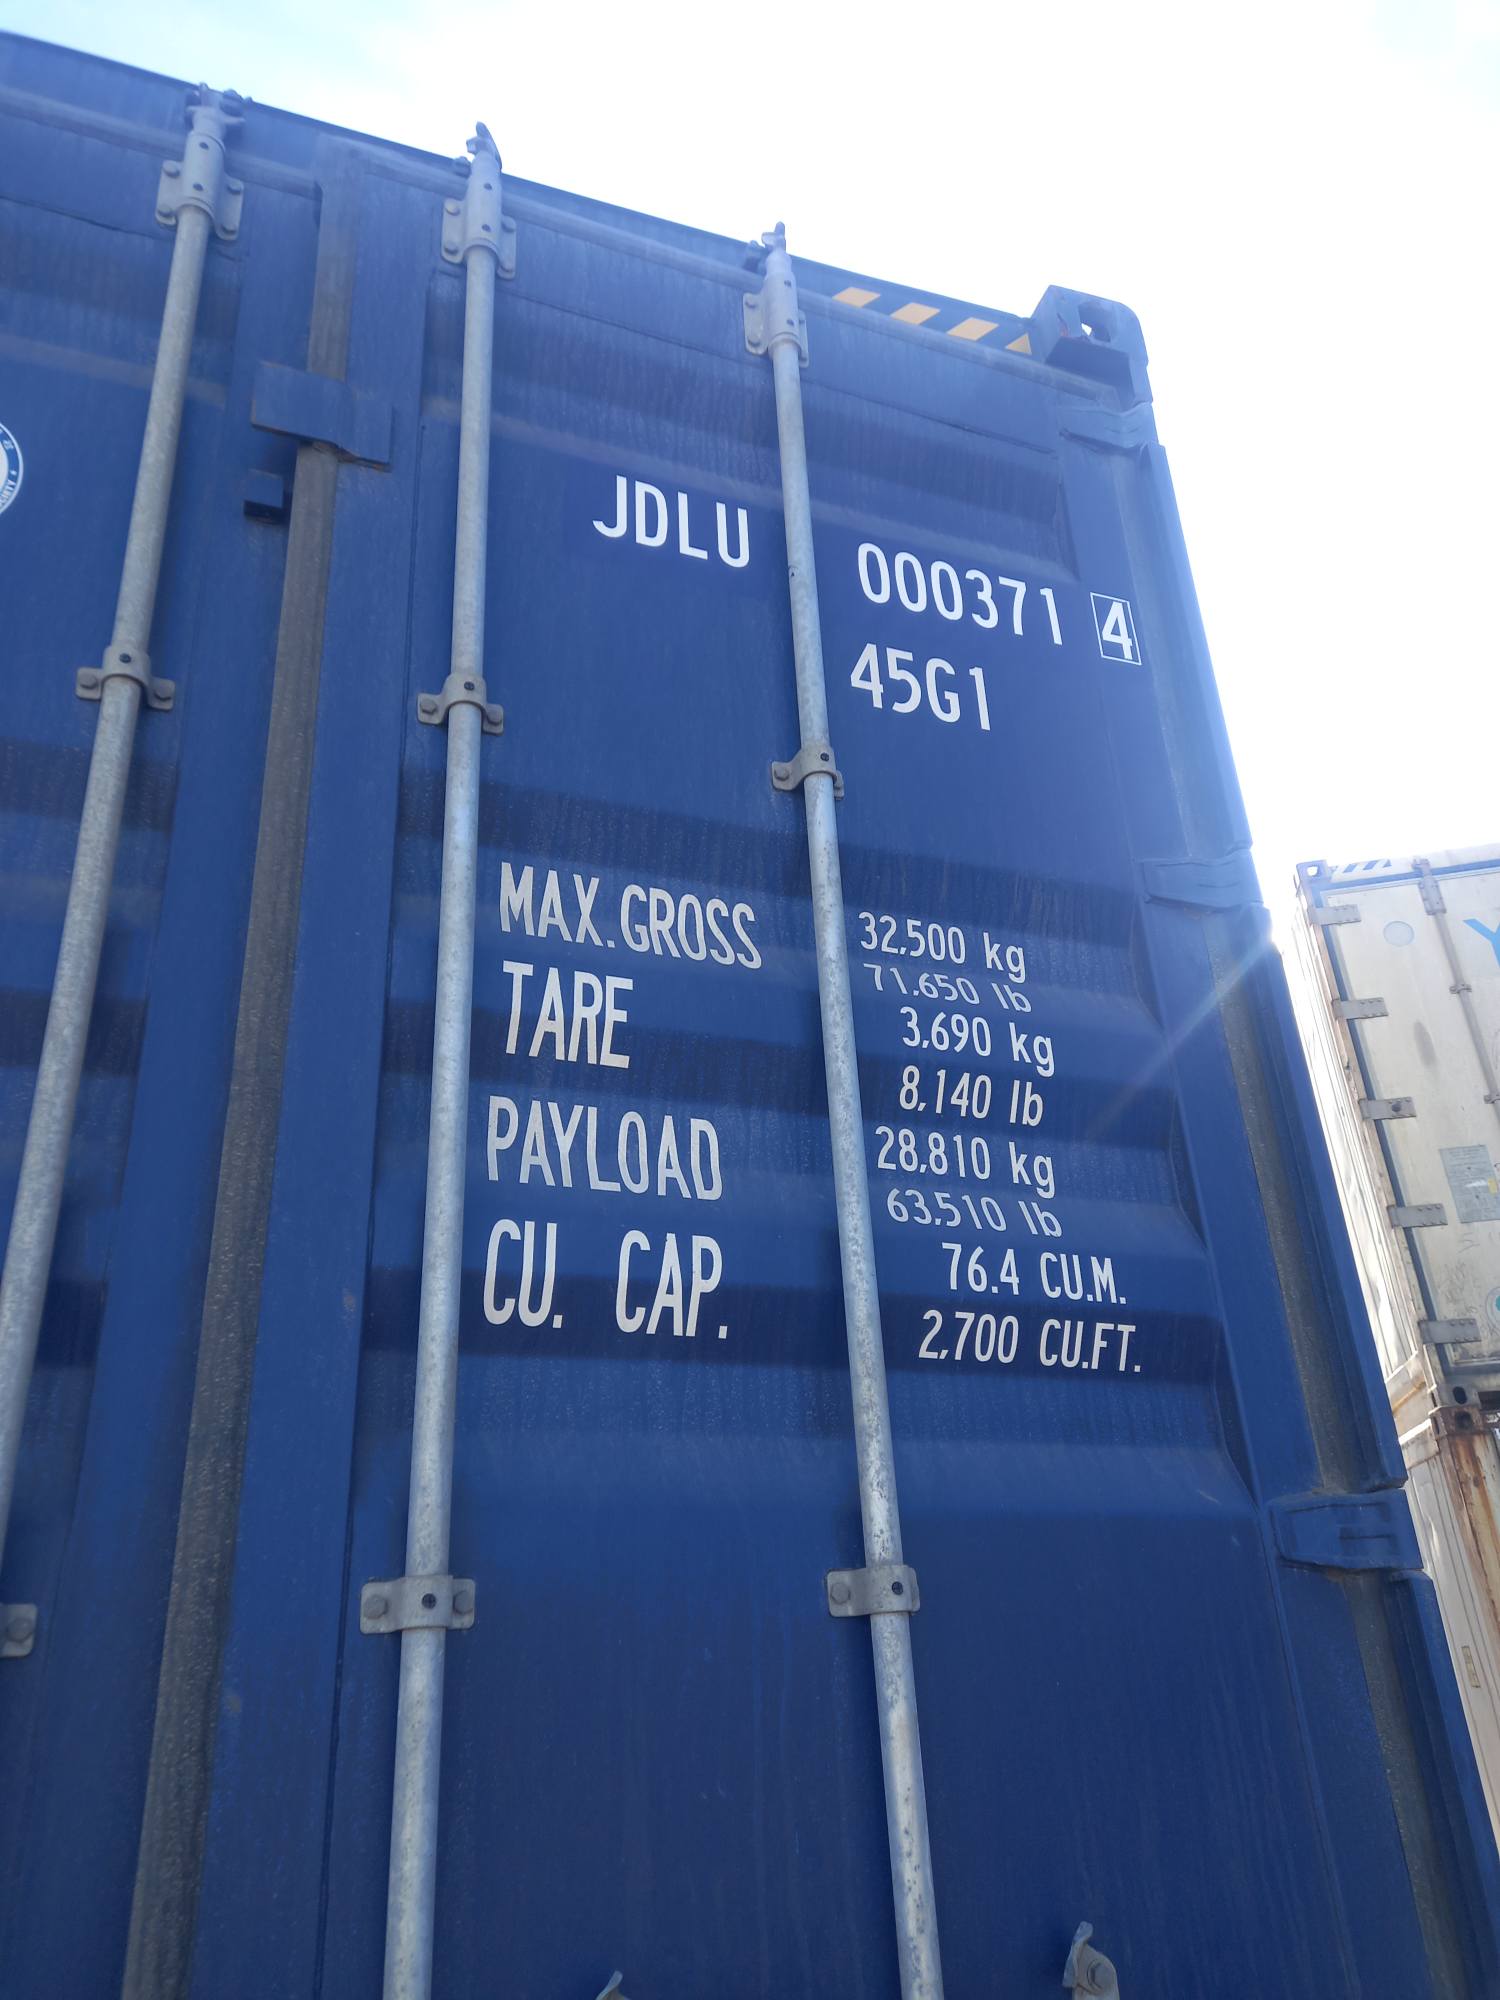 JDLU 000371 4
45G1
MAX.GROSS 32,500 kg
71,650 lb
TARE 3,690 kg
8,140 lb
PAYLOAD 28,810 kg
63,510 lb
CU. CAP. 76.4 CU.M.
2,700 CU.FT.